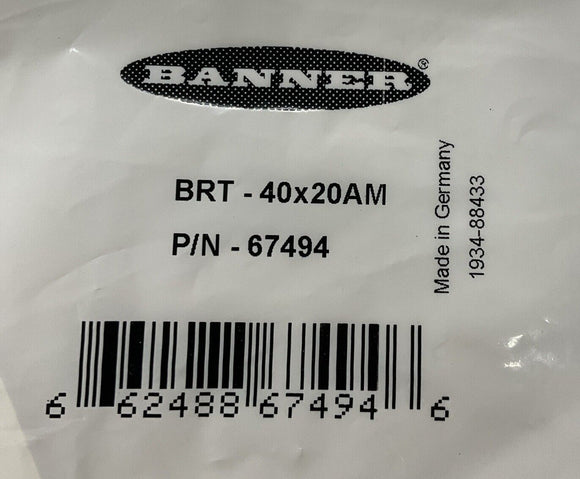 BANNER®
BRT - 40x20AM
P/N - 67494
Made in Germany
1934-88433
6 62488 67494 6